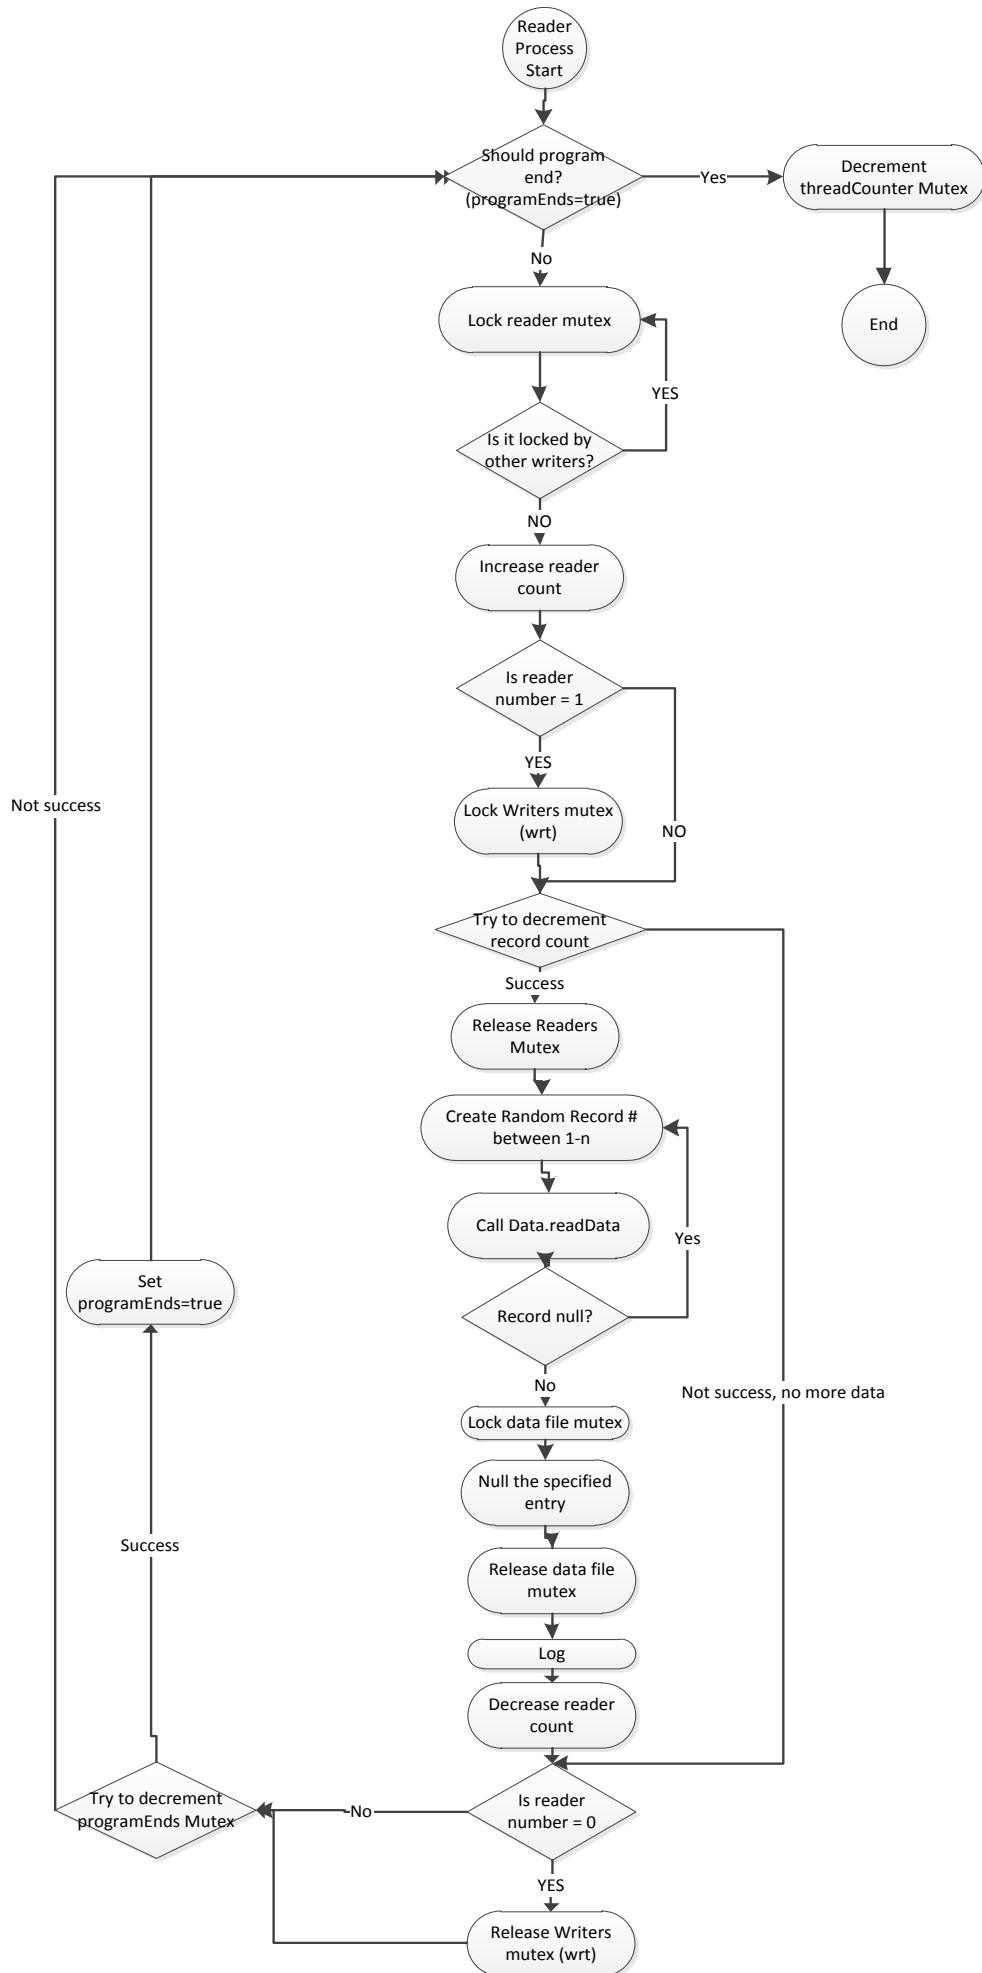 Reader
Process
Start
Should program
end?
(programEnds=true)
Yes
Decrement
threadCounter Mutex
No
End
Lock reader mutex
YES
Is it locked by
other writers?
NO
Increase reader
count
Is reader
number = 1
YES
Not success
Lock Writers mutex
(wrt)
NO
Try to decrement
record count
Success
Release Readers
Mutex
Create Random Record #
between 1-n
Call Data.readData
Yes
Set
programEnds=true
Record null?
No
Not success, no more data
Lock data file mutex
Null the specified
entry
Success
Release data file
mutex
Log
Decrease reader
count
Try to decrement
programEnds Mutex
No
Is reader
number = 0
YES
Release Writers
mutex (wrt)